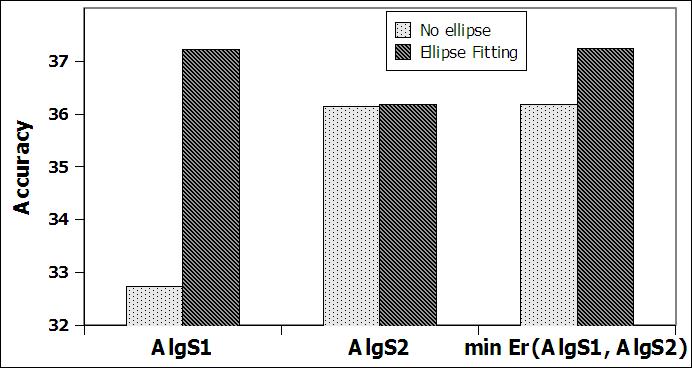 No ellipse
Ellipse Fitting
Accuracy
37
36
35
34
33
32
AlgS1 AlgS2 min Er(AlgS1, AlgS2)